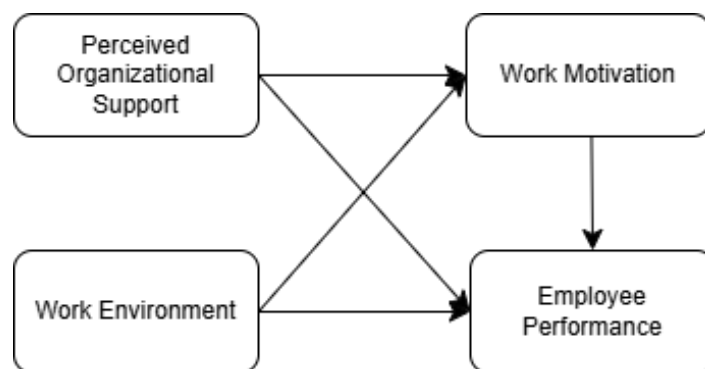 Perceived
Organizational
Support
Work Motivation
Work Environment
Employee
Performance